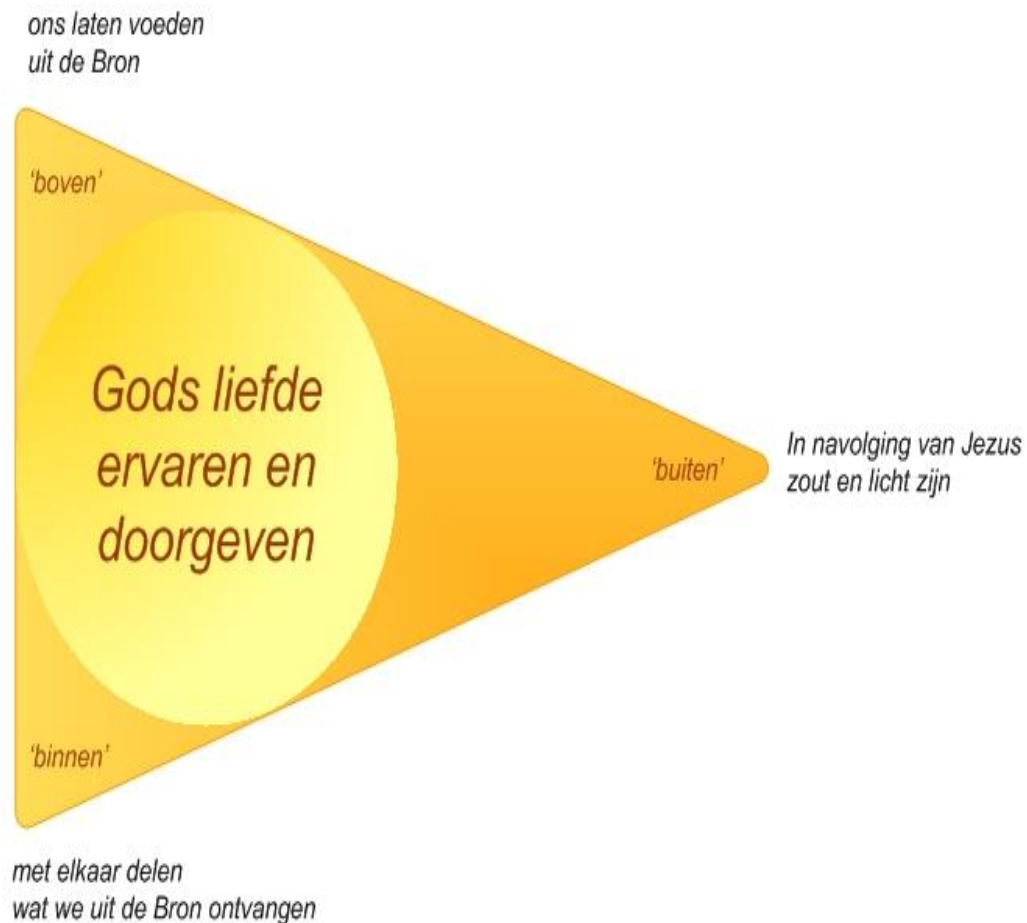 ons laten voeden
uit de Bron
‘boven’
Gods liefde
ervaren en
doorgeven
‘buiten’
In navolging van Jezus
zout en licht zijn
‘binnen’
met elkaar delen
wat we uit de Bron ontvangen